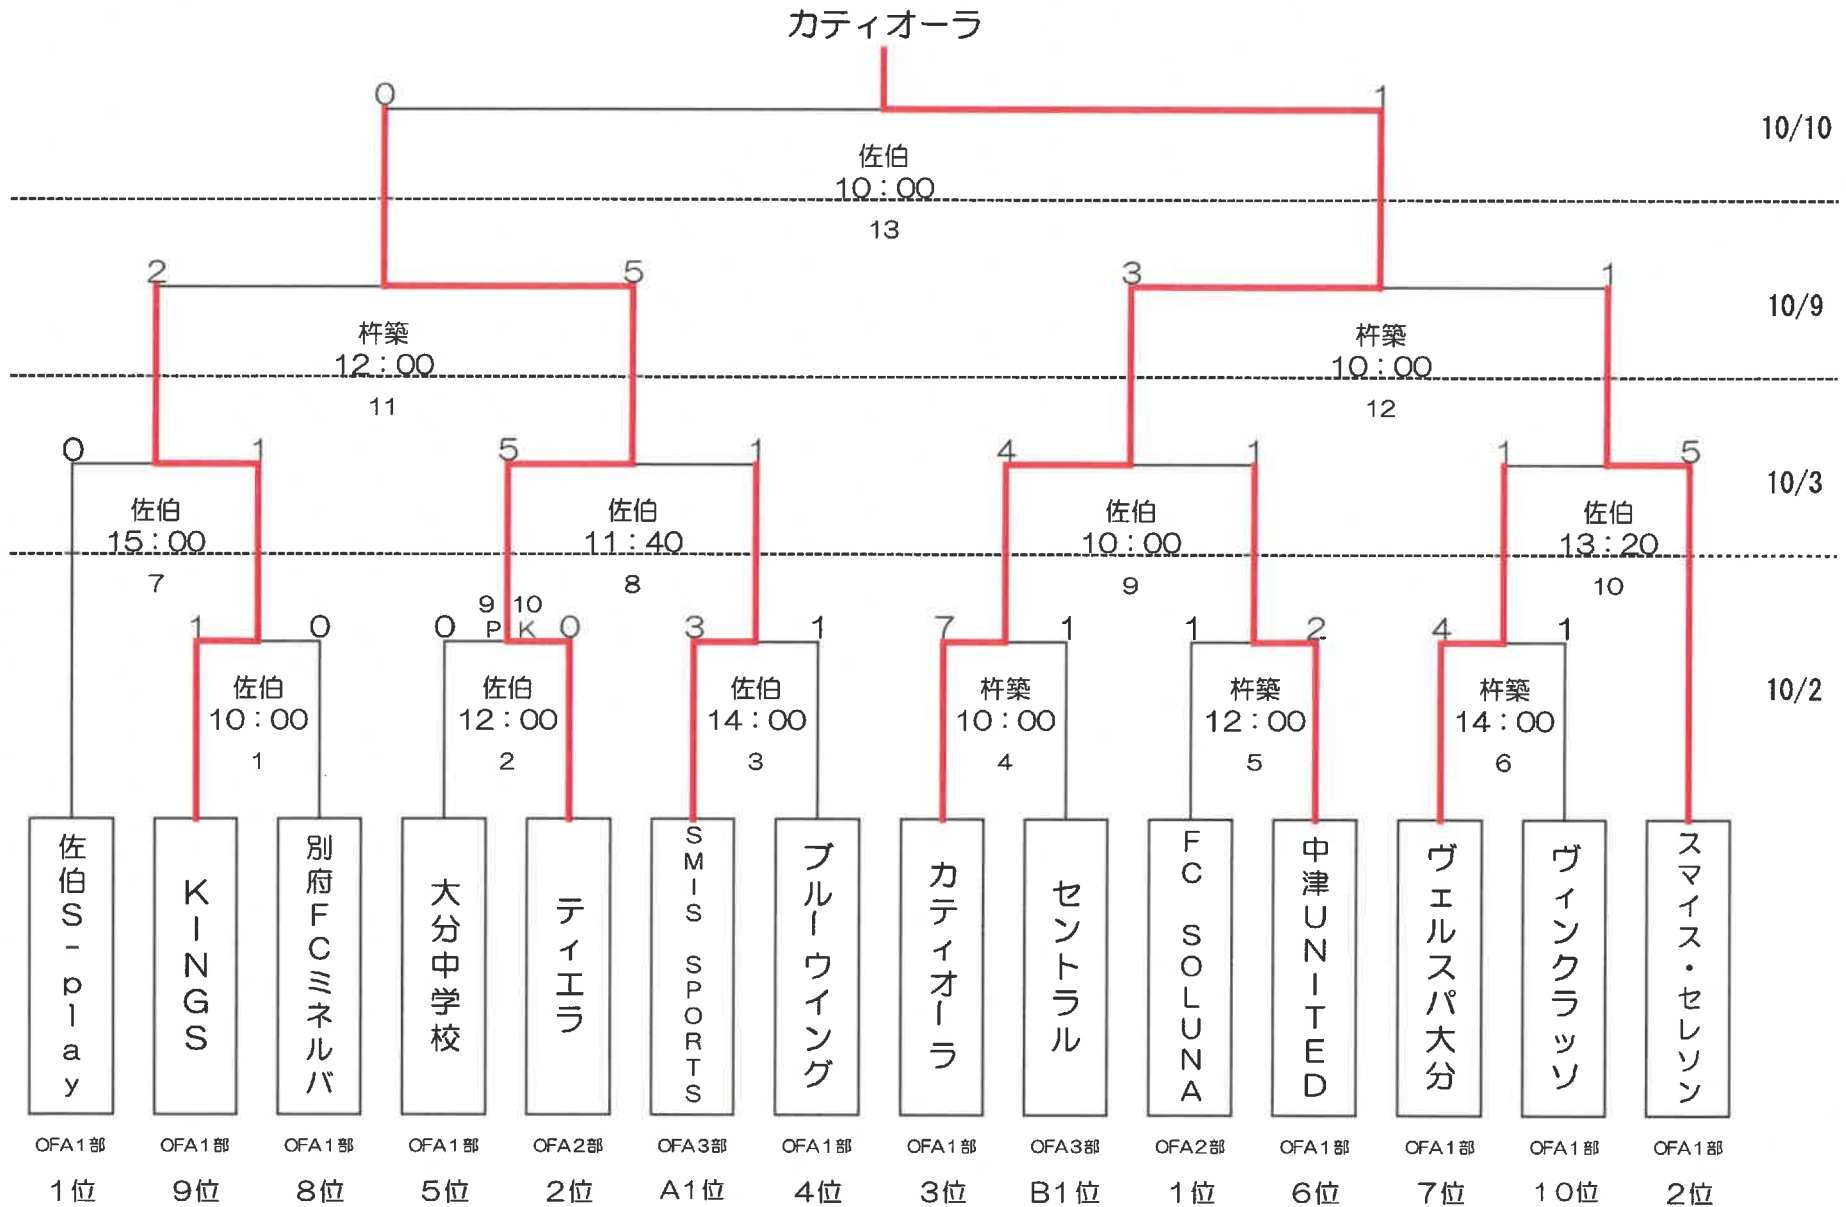 カティオーラ
0 1
10/10
佐伯
10:00
13
2 5 3 1
10/9
杵築 杵築
12:00 10:00
11 12
0 1 5 1 4 1 1 5
10/3
佐伯 佐伯 佐伯 佐伯
15:00 11:40 10:00 13:20
7 8 9 10
9 10
1 0 0 P K 0 3 1 7 1 1 2 4 1
佐伯 佐伯 佐伯 杵築 杵築 杵築
10/2
10:00 12:00 14:00 10:00 12:00 14:00
1 2 3 4 5 6
佐伯S-play
KINGS
別府FCミネルバ
大分中学校
ティエラ
SMIS SPORTS
ブルーウイング
カティオーラ
セントラル
FC SOLUNA
中津UNITED
ヴェルスパ大分
ヴィンクラッソ
スマイス・セレソン
OFA1部 OFA1部 OFA1部 OFA1部 OFA2部 OFA3部 OFA1部 OFA1部 OFA3部 OFA2部 OFA1部 OFA1部 OFA1部 OFA1部
1位 9位 8位 5位 2位 A1位 4位 3位 B1位 1位 6位 7位 10位 2位